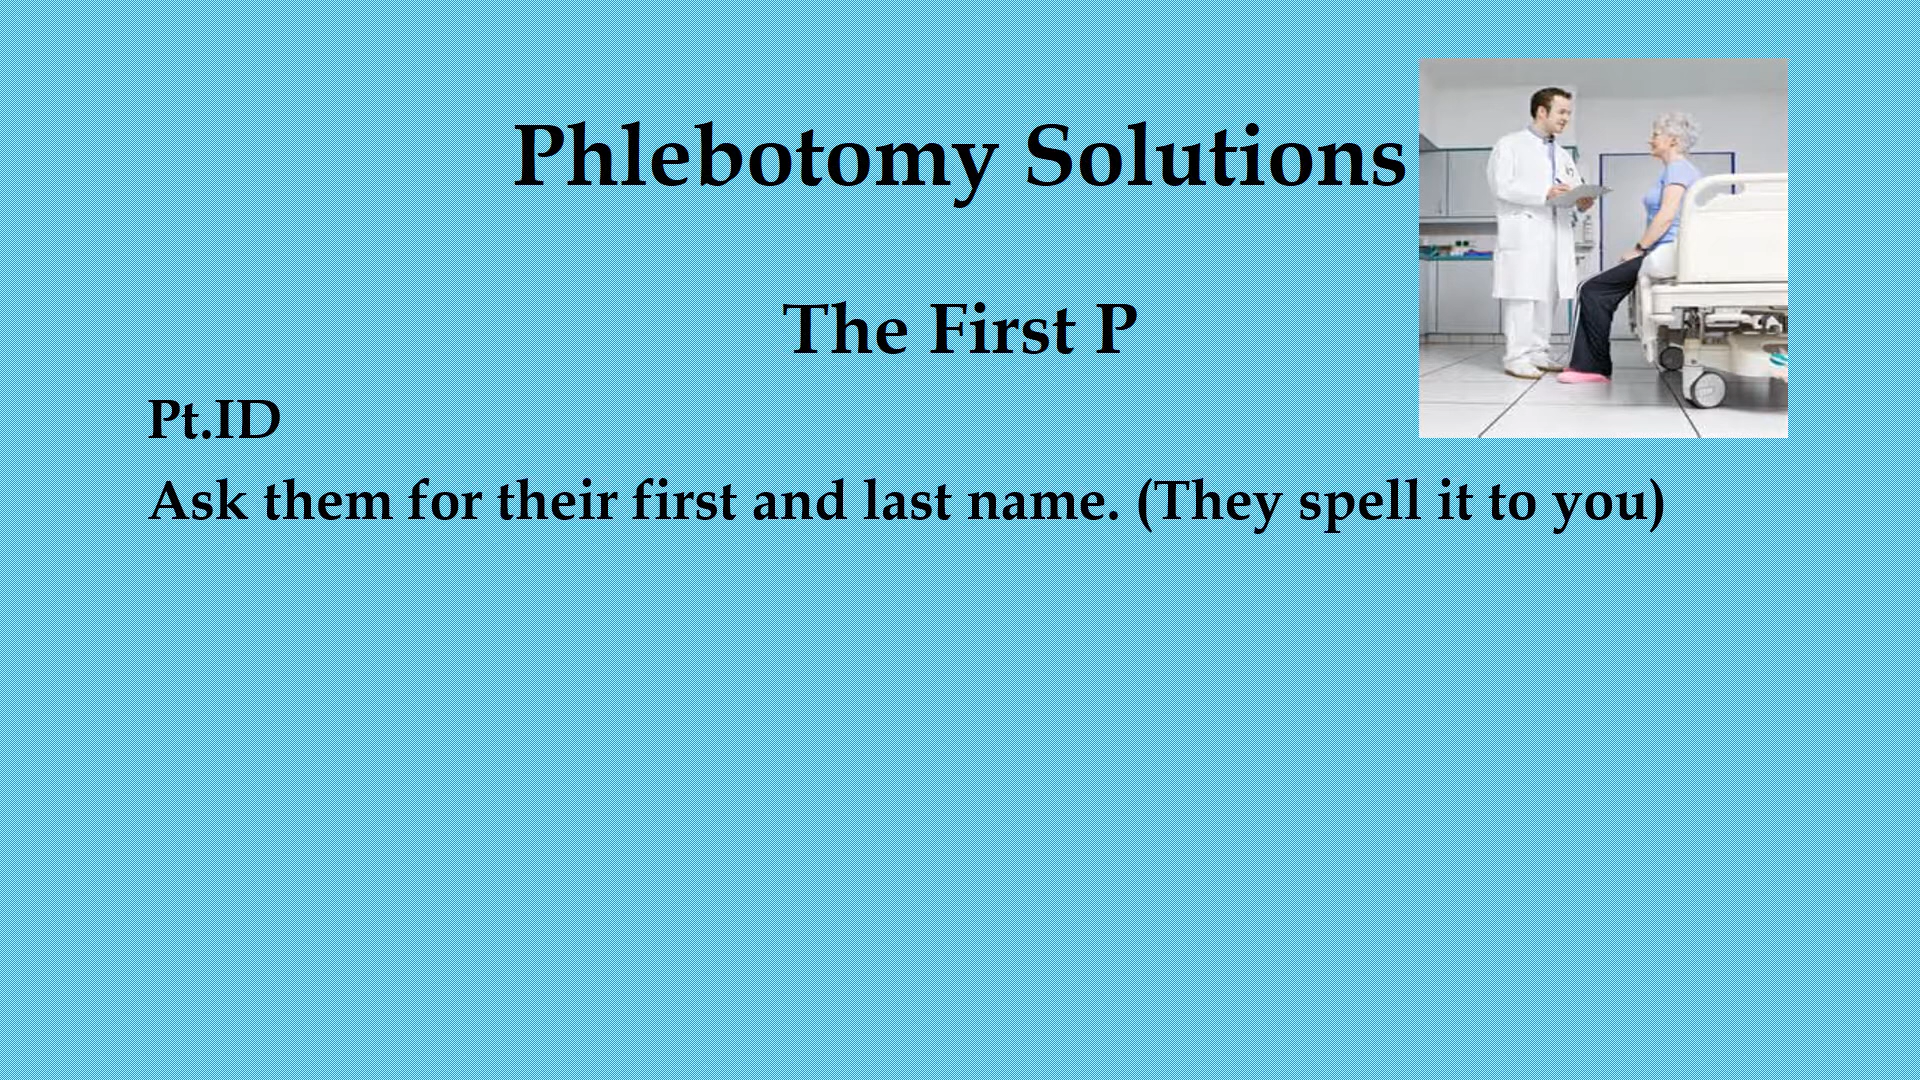 Phlebotomy Solutions
The First P
Pt.ID
Ask them for their first and last name. (They spell it to you)